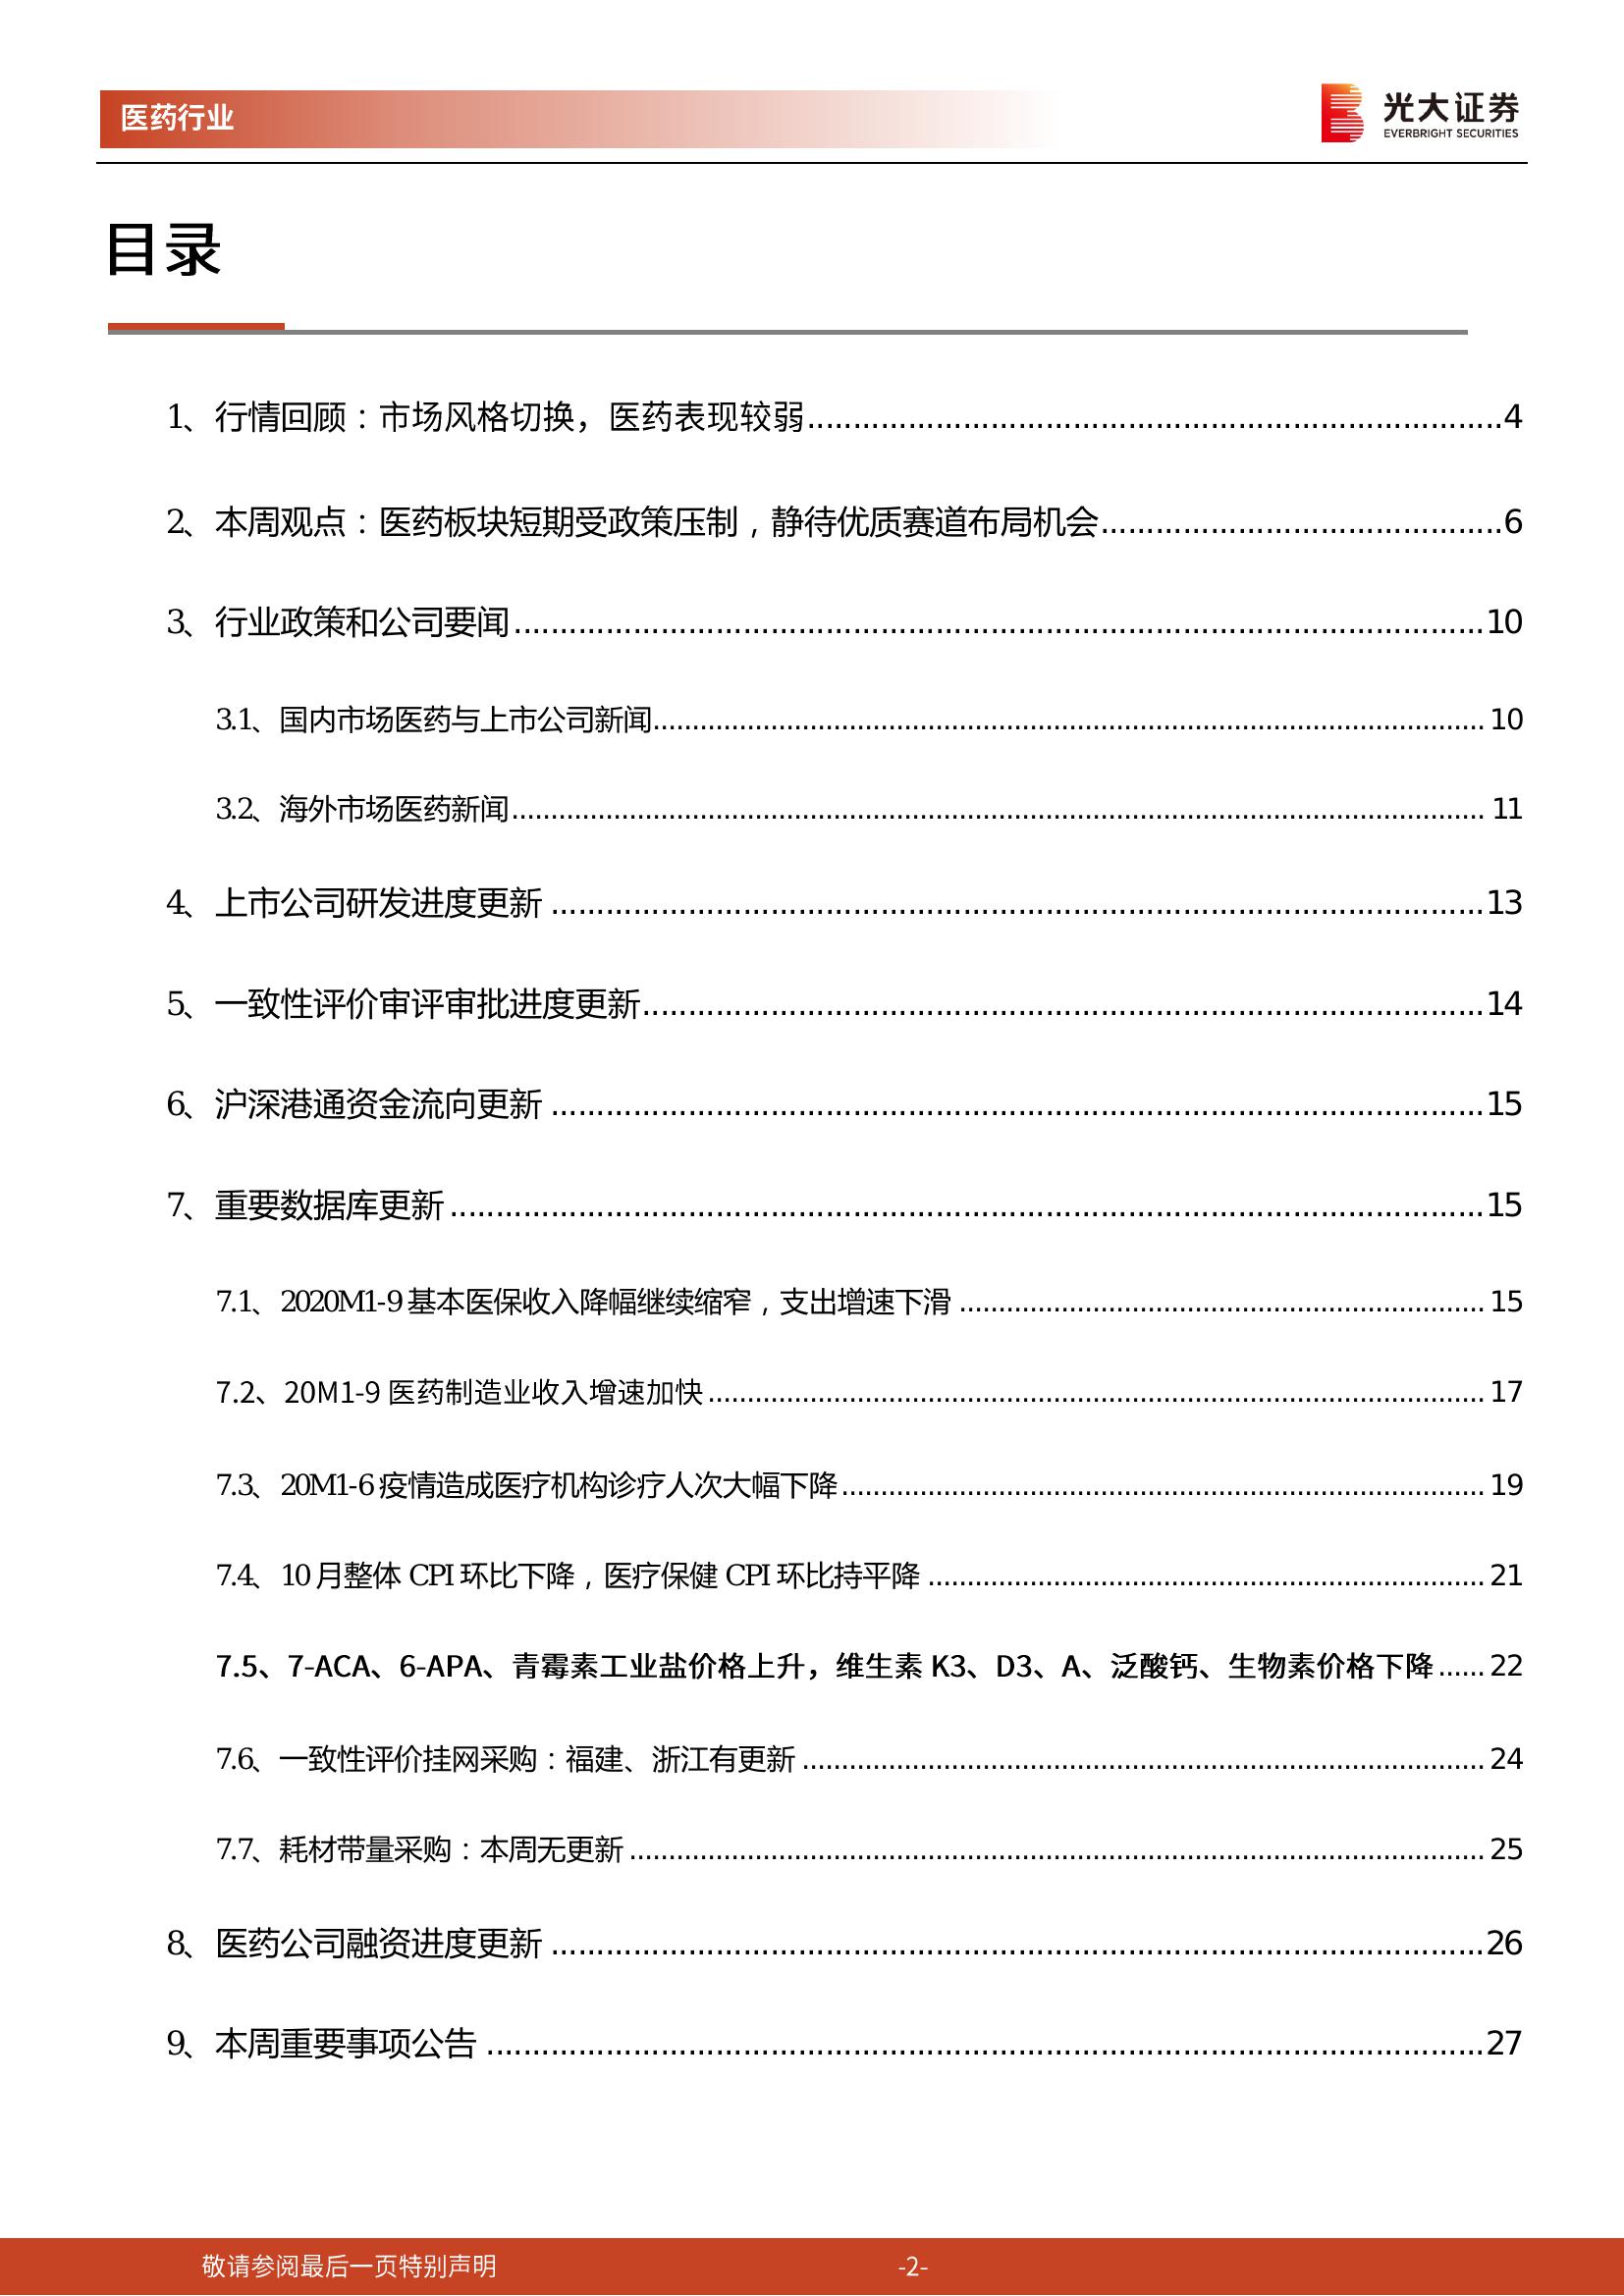 医药行业
光大证券
EVERBRIGHT SECURITIES
目录
1、行情回顾：市场风格切换，医药表现较弱......4
2、本周观点：医药板块短期受政策压制，静待优质赛道布局机会......6
3、行业政策和公司要闻......10
3.1、国内市场医药与上市公司新闻......10
3.2、海外市场医药新闻......11
4、上市公司研发进度更新......13
5、一致性评价审评审批进度更新......14
6、沪深港通资金流向更新......15
7、重要数据库更新......15
7.1、2020M1-9基本医保收入降幅继续缩窄，支出增速下滑......15
7.2、20M1-9 医药制造业收入增速加快......17
7.3、20M1-6疫情造成医疗机构诊疗人次大幅下降......19
7.4、10月整体 CPI 环比下降，医疗保健 CPI 环比持平降......21
7.5、7-ACA、6-APA、青霉素工业盐价格上升，维生素 K3、D3、A、泛酸钙、生物素价格下降......22
7.6、一致性评价挂网采购：福建、浙江有更新......24
7.7、耗材带量采购：本周无更新......25
8、医药公司融资进度更新......26
9、本周重要事项公告......27
敬请参阅最后一页特别声明
-2-